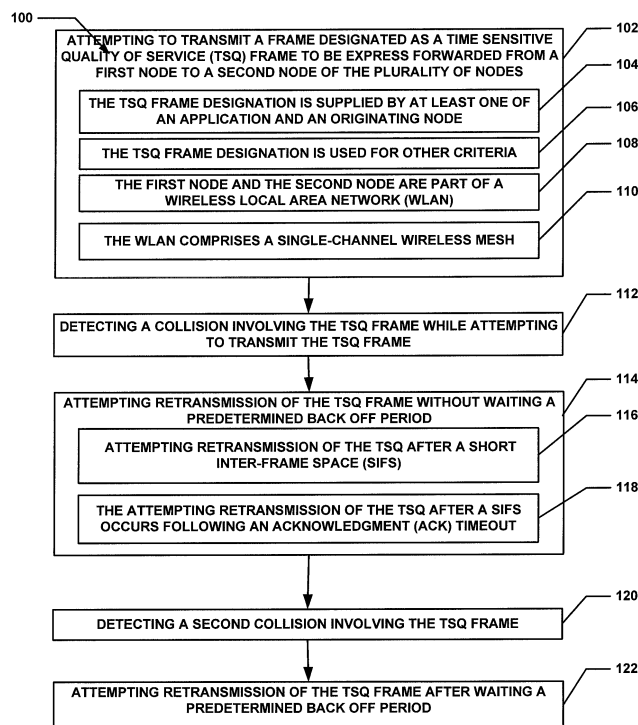 100
ATTEMPTING TO TRANSMIT A FRAME DESIGNATED AS A TIME SENSITIVE
QUALITY OF SERVICE (TSQ) FRAME TO BE EXPRESS FORWARDED FROM A
FIRST NODE TO A SECOND NODE OF THE PLURALITY OF NODES
102
THE TSQ FRAME DESIGNATION IS SUPPLIED BY AT LEAST ONE OF
AN APPLICATION AND AN ORIGINATING NODE
104
THE TSQ FRAME DESIGNATION IS USED FOR OTHER CRITERIA
106
THE FIRST NODE AND THE SECOND NODE ARE PART OF A
WIRELESS LOCAL AREA NETWORK (WLAN)
108
THE WLAN COMPRISES A SINGLE-CHANNEL WIRELESS MESH
110
DETECTING A COLLISION INVOLVING THE TSQ FRAME WHILE ATTEMPTING
TO TRANSMIT THE TSQ FRAME
112
ATTEMPTING RETRANSMISSION OF THE TSQ FRAME WITHOUT WAITING A
PREDETERMINED BACK OFF PERIOD
114
ATTEMPTING RETRANSMISSION OF THE TSQ AFTER A SHORT
INTER-FRAME SPACE (SIFS)
116
THE ATTEMPTING RETRANSMISSION OF THE TSQ AFTER A SIFS
OCCURS FOLLOWING AN ACKNOWLEDGMENT (ACK) TIMEOUT
118
DETECTING A SECOND COLLISION INVOLVING THE TSQ FRAME
120
ATTEMPTING RETRANSMISSION OF THE TSQ FRAME AFTER WAITING A
PREDETERMINED BACK OFF PERIOD
122